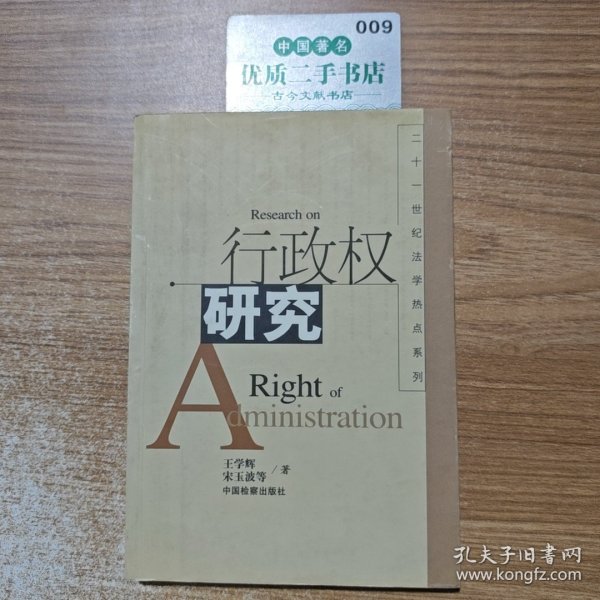 009
中国著名
优质二手书店
古今文献书店
二十一世纪法学热点系列
Research on
行政权
研究
Right of
Administration
王学辉
宋玉波等
/著
中国检察出版社
孔夫子旧书网
www.kongfz.com